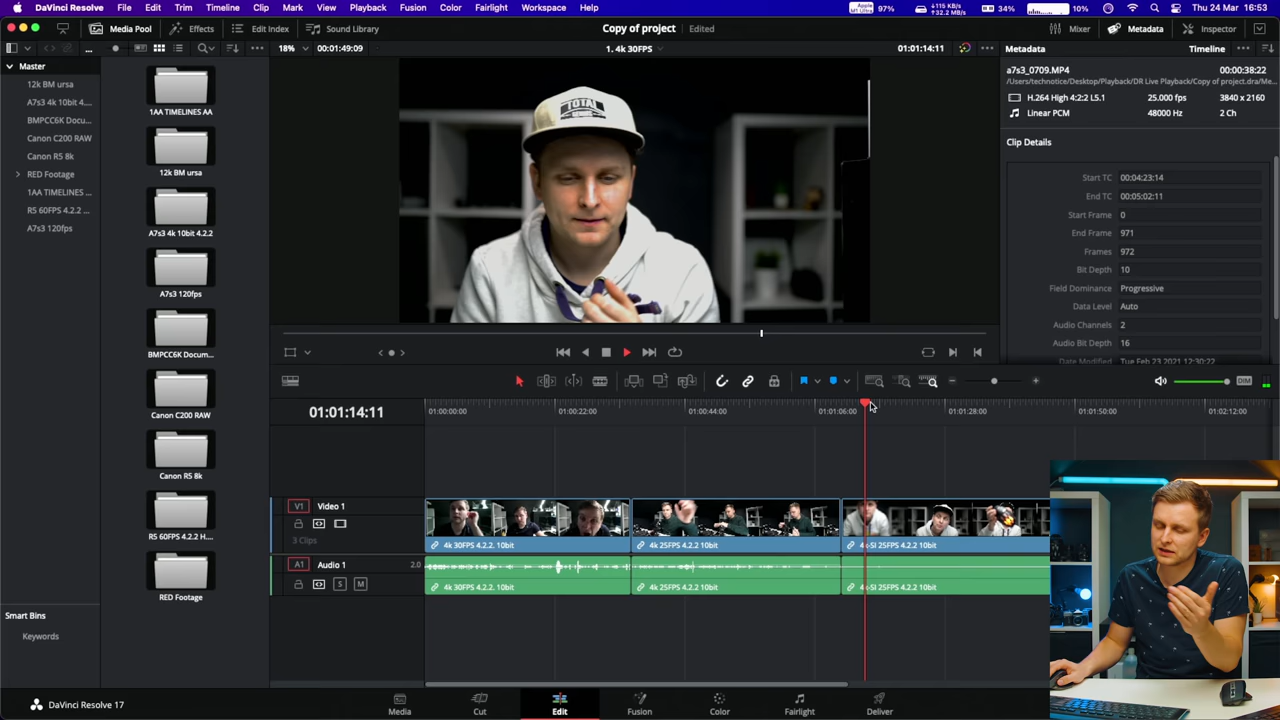 DaVinci Resolve File Edit Trim Timeline Clip Mark View Playback Fusion Color Fairlight Workspace Help
Apple M1 Ultra 97% ↑15 KB/s ↑32.2 MB/s 34% 10% Thu 24 Mar 16:53
Media Pool Effects Edit Index Sound Library Copy of project Edited Mixer Metadata Inspector
... 18% 00:01:49:09 1. 4k 30FPS 01:01:14:11 ... Metadata Timeline ...
Master
12k BM ursa
A7s3 4k 10bit 4....
BMPCC6K Docu...
Canon C200 RAW
Canon R5 8k
RED Footage
1AA TIMELINES ...
R5 60FPS 4.2.2 ...
A7s3 120fps
1AA TIMELINES AA
12k BM ursa
A7s3 4k 10bit 4.2.2
A7s3 120fps
BMPCC6K Docum...
Canon C200 RAW
Canon R5 8k
R5 60FPS 4.2.2 H....
RED Footage
TOTAL
a7s3_0709.MP4 00:00:38:22
/Users/technotice/Desktop/Playback/DR Live Playback/Copy of project.dra/Me...
H.264 High 4:2:2 L5.1 25.000 fps 3840 x 2160
Linear PCM 48000 Hz 2 Ch
Clip Details
Start TC 00:04:23:14
End TC 00:05:02:11
Start Frame 0
End Frame 971
Frames 972
Bit Depth 10
Field Dominance Progressive
Data Level Auto
Audio Channels 2
Audio Bit Depth 16
Date Modified Tue Feb 23 2021 12:30:22
DIM
01:01:14:11
01:00:00:00 01:00:22:00 01:00:44:00 01:01:06:00 01:01:28:00 01:01:50:00 01:02:12:00
V1 Video 1
3 Clips
4k 30FPS 4.2.2. 10bit 4k 25FPS 4.2.2. 10bit 4k-SI 25FPS 4.2.2. 10bit
A1 Audio 1 2.0
S M
4k 30FPS 4.2.2. 10bit 4k 25FPS 4.2.2. 10bit 4k-SI 25FPS 4.2.2. 10bit
Smart Bins
Keywords
DaVinci Resolve 17
Media Cut Edit Fusion Color Fairlight Deliver